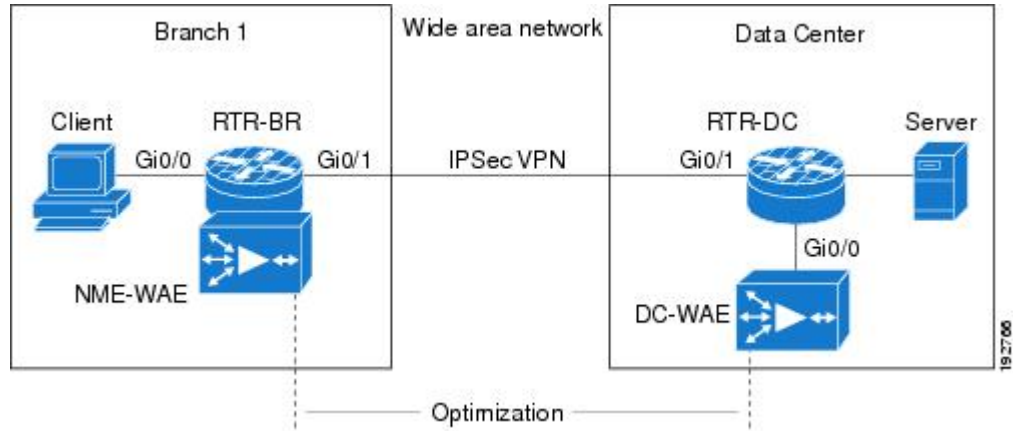 Branch 1
Wide area network
Data Center
Client
RTR-BR
RTR-DC
Server
Gi0/0
Gi0/1
IPSec VPN
Gi0/1
Gi0/0
NME-WAE
DC-WAE
192766
Optimization